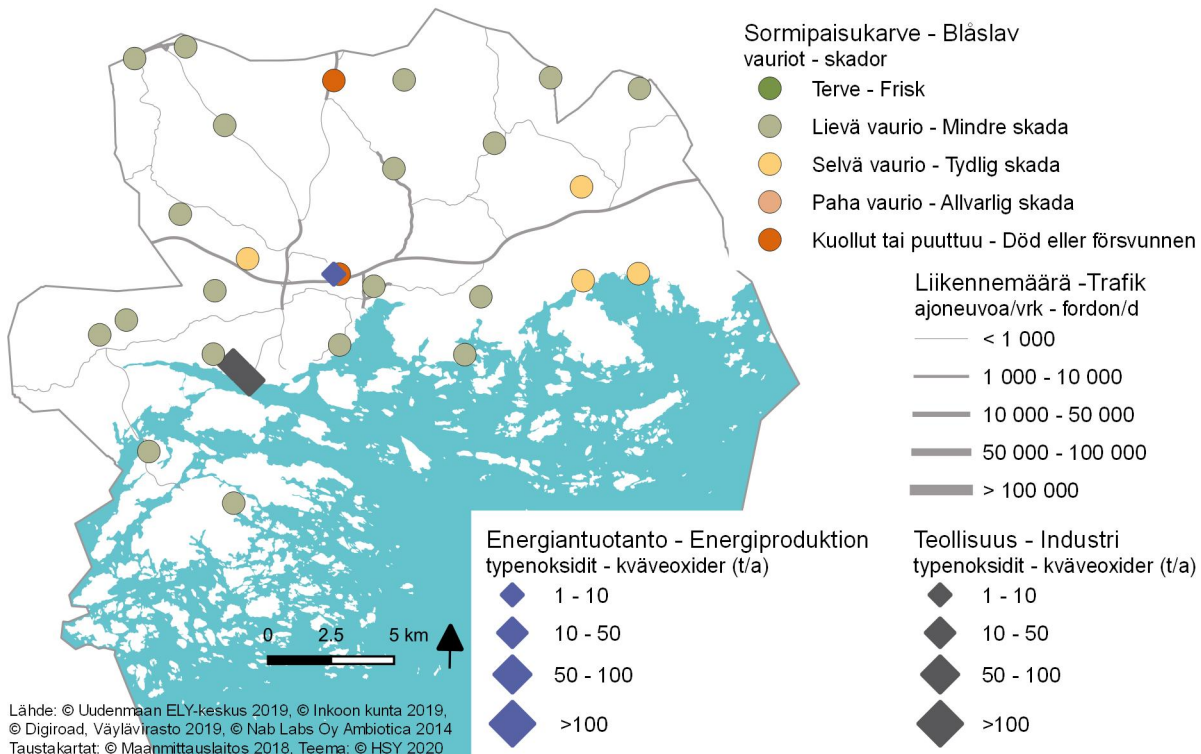 Sormipaisukarve - Blåslav
vauriot - skador
Terve - Frisk
Lievä vaurio - Mindre skada
Selvä vaurio - Tydlig skada
Paha vaurio - Allvarlig skada
Kuollut tai puuttuu - Död eller försvunnen
Liikennemäärä -Trafik
ajoneuvoa/vrk - fordon/d
< 1 000
1 000 - 10 000
10 000 - 50 000
50 000 - 100 000
> 100 000
Energiantuotanto - Energiproduktion
typenoksidit - kväveoxider (t/a)
1 - 10
10 - 50
50 - 100
>100
Teollisuus - Industri
typenoksidit - kväveoxider (t/a)
1 - 10
10 - 50
50 - 100
>100
0 2.5 5 km
Lähde: © Uudenmaan ELY-keskus 2019, © Inkoon kunta 2019,
© Digiroad, Väylävirasto 2019, © Nab Labs Oy Ambiotica 2014
Taustakartat: © Maanmittauslaitos 2018, Teema: © HSY 2020